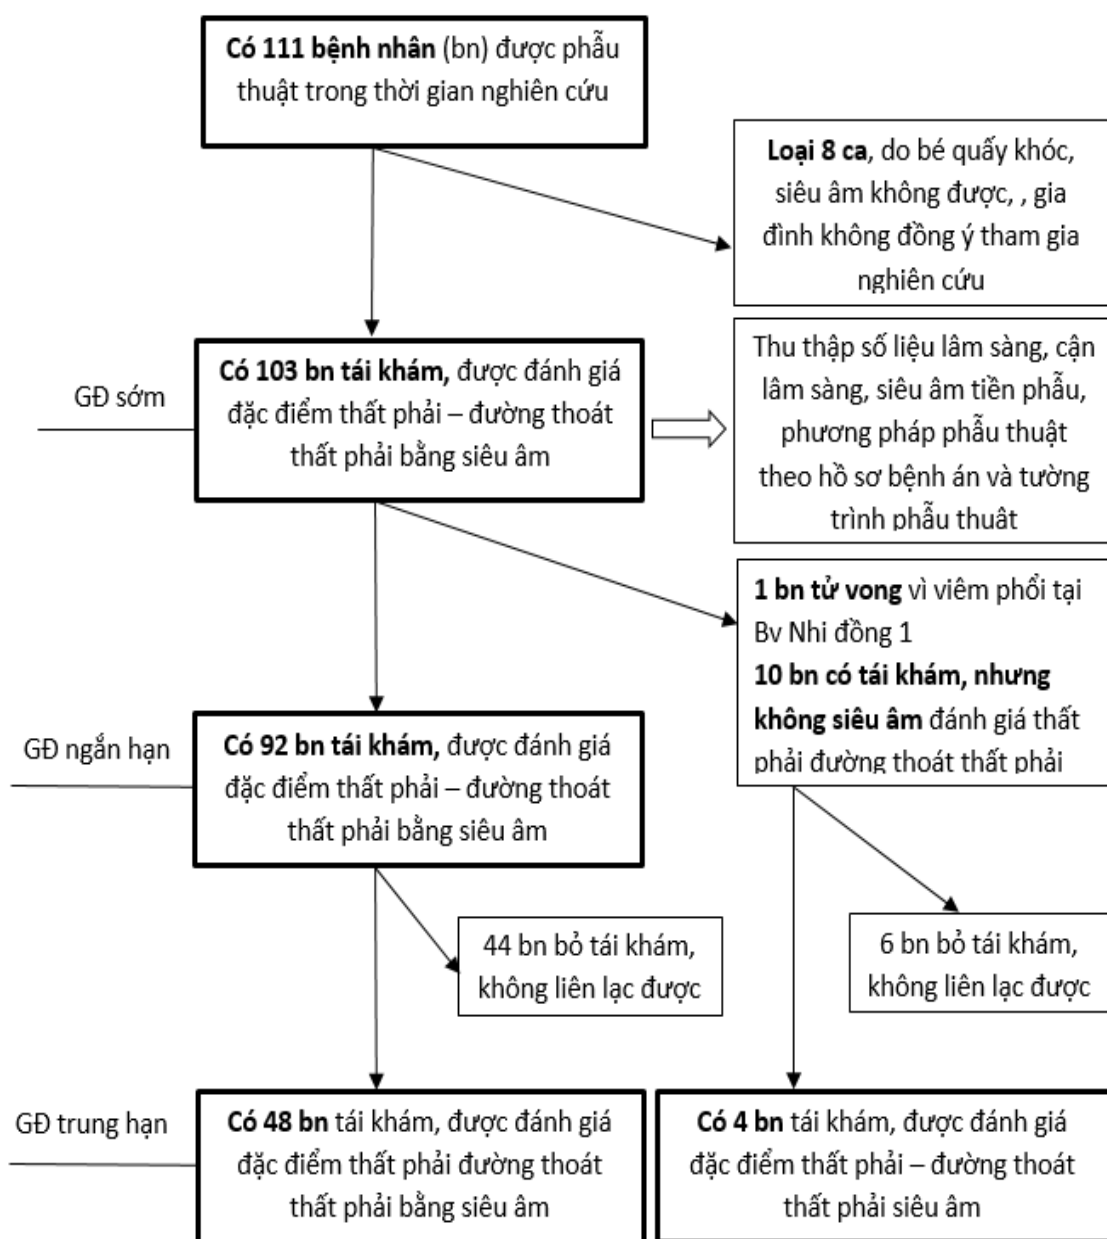 Có 111 bệnh nhân (bn) được phẫu
thuật trong thời gian nghiên cứu
Loại 8 ca, do bé quấy khóc,
siêu âm không được, , gia
đình không đồng ý tham gia
nghiên cứu
GĐ sớm
Có 103 bn tái khám, được đánh giá
đặc điểm thất phải – đường thoát
thất phải bằng siêu âm
Thu thập số liệu lâm sàng, cận
lâm sàng, siêu âm tiền phẫu,
phương pháp phẫu thuật
theo hồ sơ bệnh án và tường
trình phẫu thuật
1 bn tử vong vì viêm phổi tại
Bv Nhi đồng 1
10 bn có tái khám, nhưng
không siêu âm đánh giá thất
phải đường thoát thất phải
GĐ ngắn hạn
Có 92 bn tái khám, được đánh giá
đặc điểm thất phải – đường thoát
thất phải bằng siêu âm
44 bn bỏ tái khám,
không liên lạc được
6 bn bỏ tái khám,
không liên lạc được
GĐ trung hạn
Có 48 bn tái khám, được đánh giá
đặc điểm thất phải đường thoát
thất phải bằng siêu âm
Có 4 bn tái khám, được đánh giá
đặc điểm thất phải – đường thoát
thất phải siêu âm